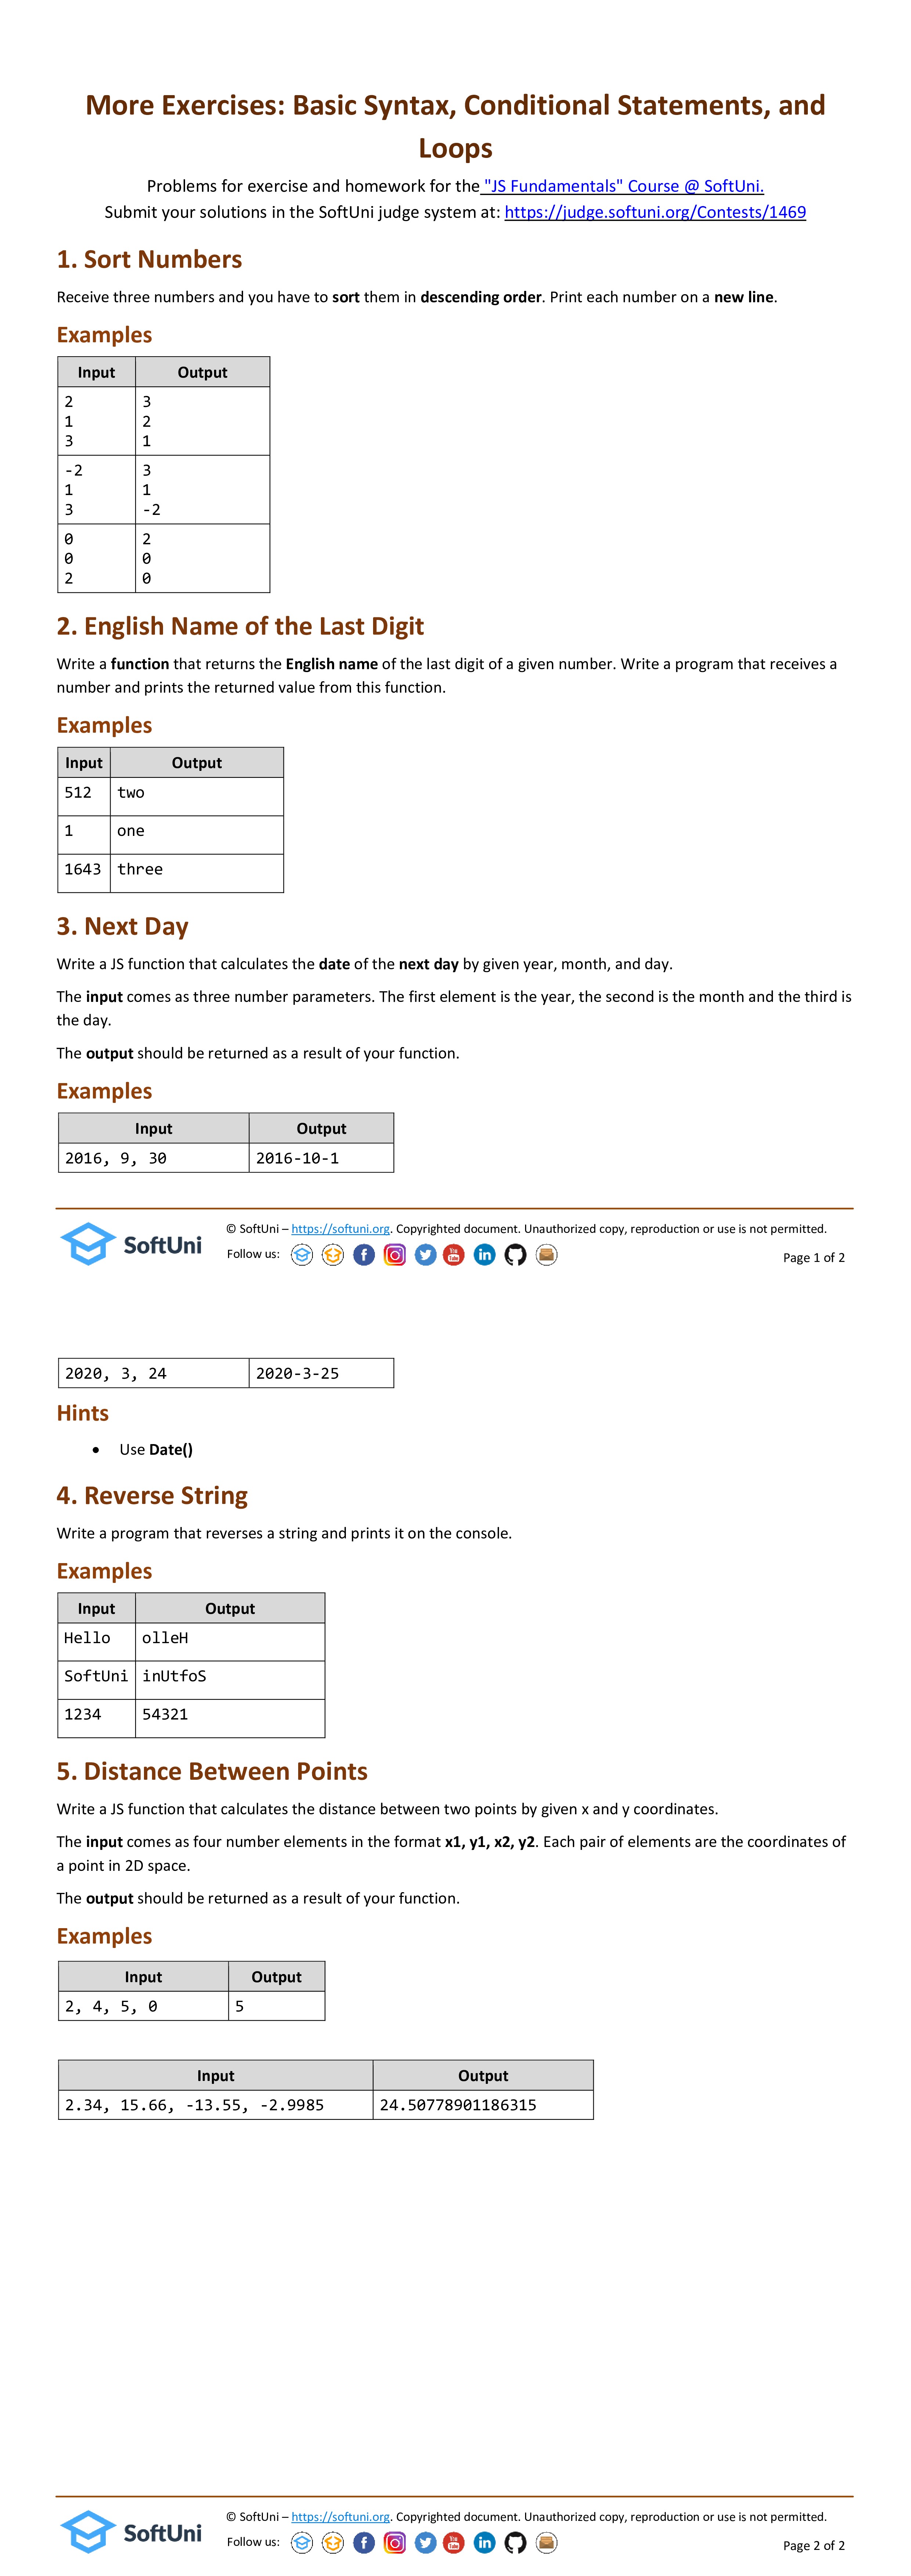 More Exercises: Basic Syntax, Conditional Statements, and
Loops
Problems for exercise and homework for the "JS Fundamentals" Course @ SoftUni.
Submit your solutions in the SoftUni judge system at: https://judge.softuni.org/Contests/1469
1. Sort Numbers
Receive three numbers and you have to sort them in descending order. Print each number on a new line.
Examples
Input Output
2 3
1 2
3 1
-2 3
1 1
3 -2
0 2
0 0
2 0
2. English Name of the Last Digit
Write a function that returns the English name of the last digit of a given number. Write a program that receives a
number and prints the returned value from this function.
Examples
Input Output
512 two
1 one
1643 three
3. Next Day
Write a JS function that calculates the date of the next day by given year, month, and day.
The input comes as three number parameters. The first element is the year, the second is the month and the third is
the day.
The output should be returned as a result of your function.
Examples
Input Output
2016, 9, 30 2016-10-1
SoftUni
© SoftUni – https://softuni.org. Copyrighted document. Unauthorized copy, reproduction or use is not permitted.
Follow us:
Page 1 of 2
2020, 3, 24 2020-3-25
Hints
• Use Date()
4. Reverse String
Write a program that reverses a string and prints it on the console.
Examples
Input Output
Hello olleH
SoftUni inUtfoS
1234 54321
5. Distance Between Points
Write a JS function that calculates the distance between two points by given x and y coordinates.
The input comes as four number elements in the format x1, y1, x2, y2. Each pair of elements are the coordinates of
a point in 2D space.
The output should be returned as a result of your function.
Examples
Input Output
2, 4, 5, 0 5
Input Output
2.34, 15.66, -13.55, -2.9985 24.50778901186315
SoftUni
© SoftUni – https://softuni.org. Copyrighted document. Unauthorized copy, reproduction or use is not permitted.
Follow us:
Page 2 of 2